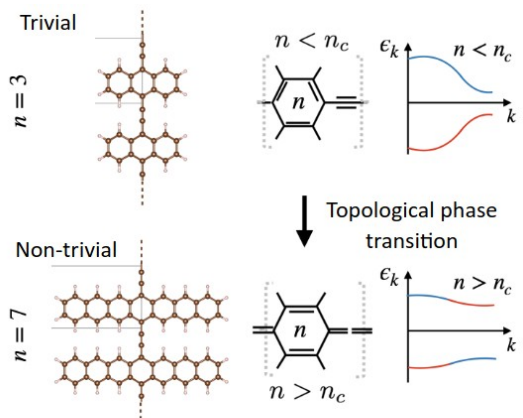 Trivial
n = 3
n < n_c
n
ϵ_k
n < n_c
k
Topological phase
transition
Non-trivial
n = 7
n
n > n_c
ϵ_k
n > n_c
k